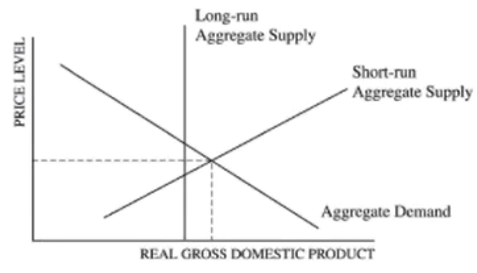 Long-run
Aggregate Supply
Short-run
Aggregate Supply
PRICE LEVEL
Aggregate Demand
REAL GROSS DOMESTIC PRODUCT